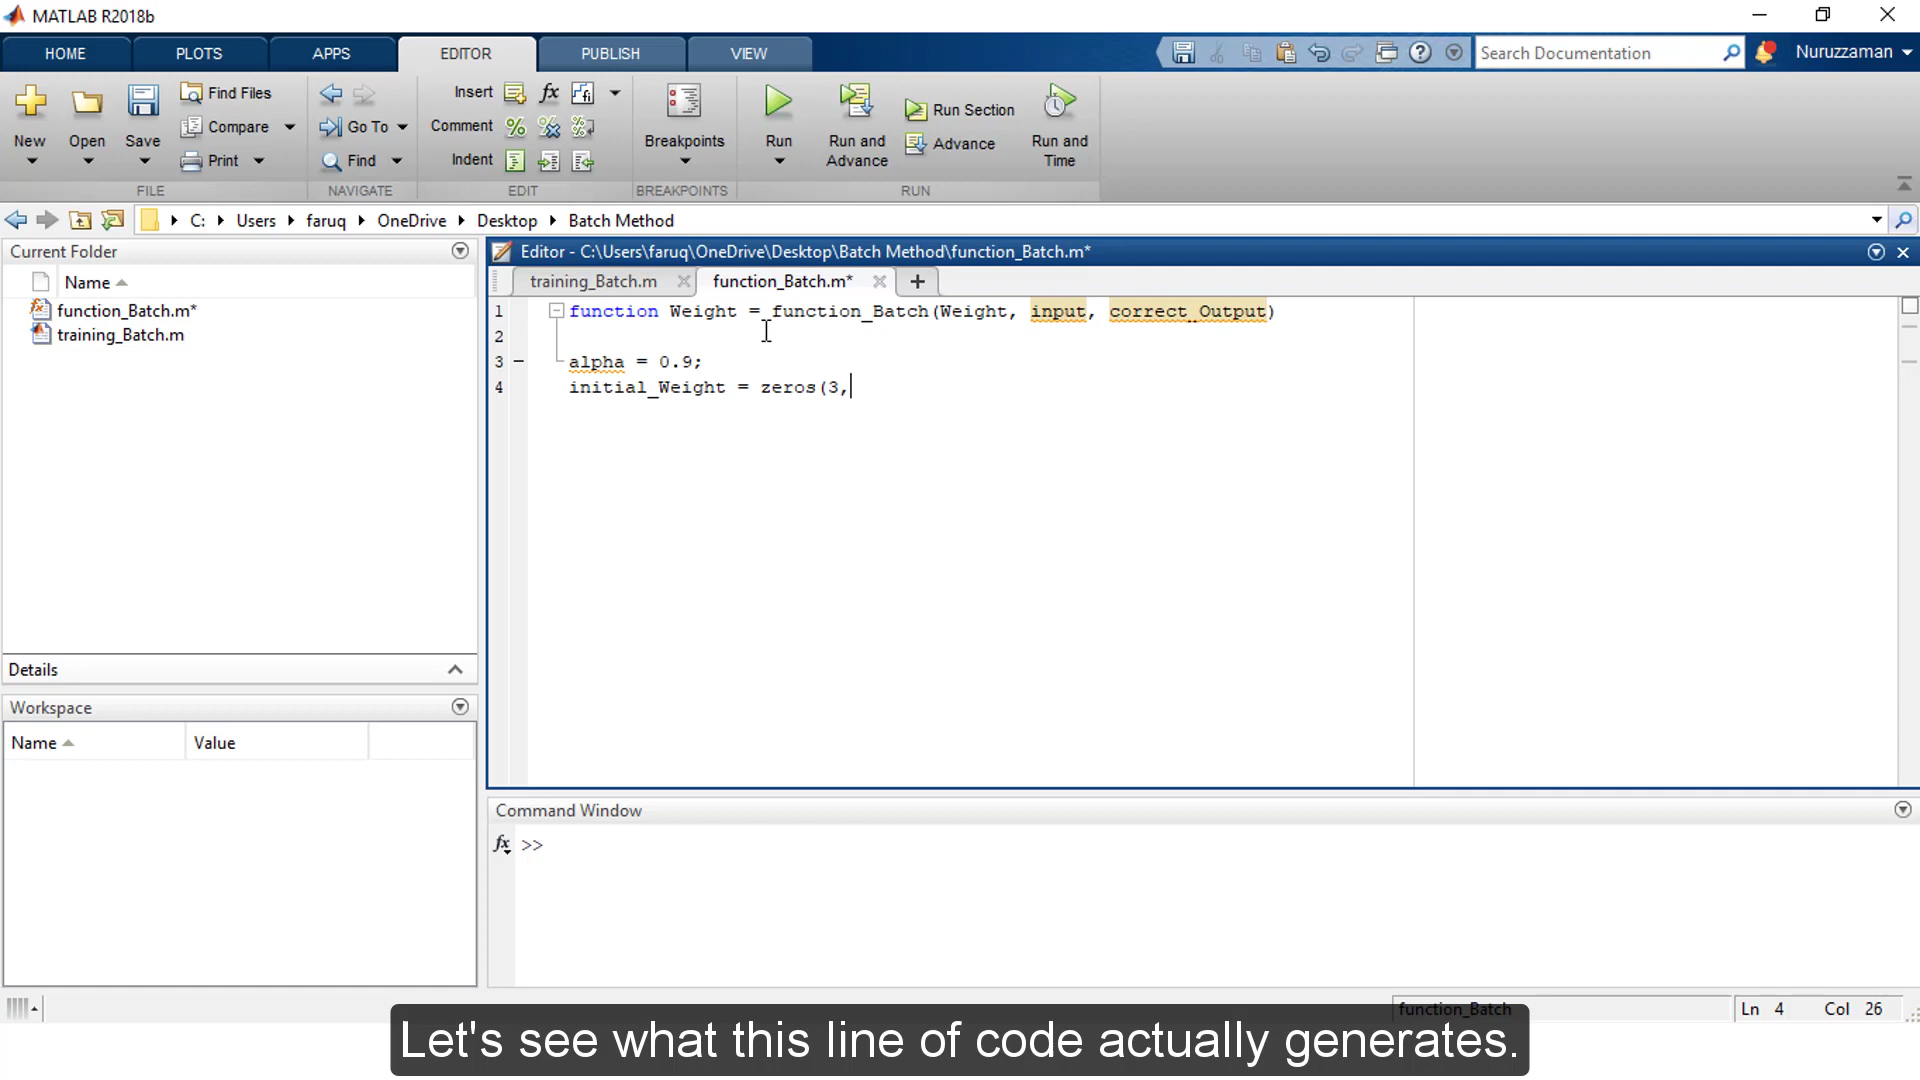 MATLAB R2018b
HOME PLOTS APPS EDITOR PUBLISH VIEW
Search Documentation
Nuruzzaman
New
Open
Save
Find Files
Compare
Print
Go To
Find
Insert
Comment
Indent
Breakpoints
Run
Run and
Advance
Run Section
Advance
Run and
Time
FILE NAVIGATE EDIT BREAKPOINTS RUN
C: Users faruq OneDrive Desktop Batch Method
Current Folder
Name
function_Batch.m*
training_Batch.m
Details
Workspace
Name Value
Editor - C:\Users\faruq\OneDrive\Desktop\Batch Method\function_Batch.m*
training_Batch.m function_Batch.m*
1 function Weight = function_Batch(Weight, input, correct_Output)
2
3 alpha = 0.9;
4 initial_Weight = zeros(3,
Command Window
fx >>
function_Batch Ln 4 Col 26
Let's see what this line of code actually generates.